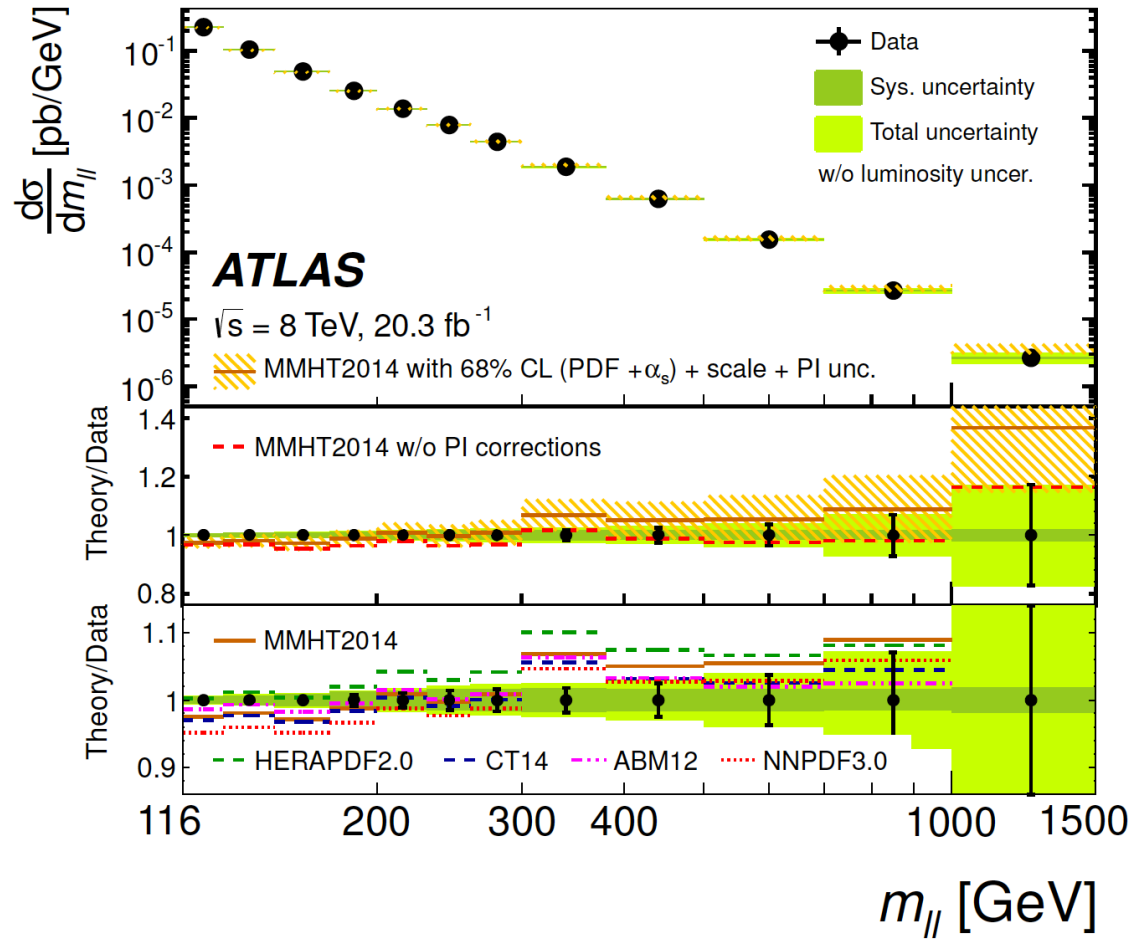 dσ
dm_ll [pb/GeV]
10⁻¹
10⁻²
10⁻³
10⁻⁴
10⁻⁵
10⁻⁶
Data
Sys. uncertainty
Total uncertainty
w/o luminosity uncer.
ATLAS
√s = 8 TeV, 20.3 fb⁻¹
MMHT2014 with 68% CL (PDF +αₛ) + scale + PI unc.
Theory/Data
1.4
1.2
1
0.8
MMHT2014 w/o PI corrections
Theory/Data
1.1
1
0.9
MMHT2014
HERAPDF2.0 CT14 ABM12 NNPDF3.0
116 200 300 400 1000 1500
m_ll [GeV]